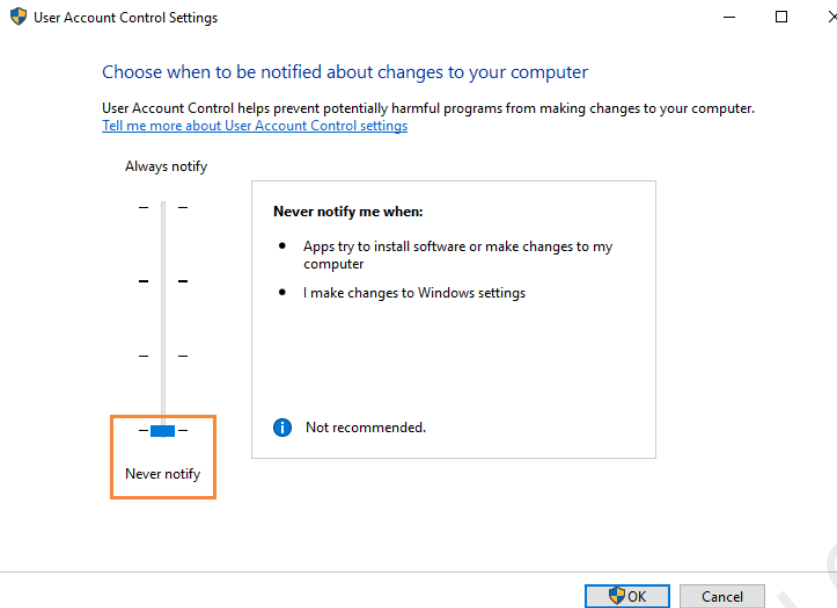 User Account Control Settings
Choose when to be notified about changes to your computer
User Account Control helps prevent potentially harmful programs from making changes to your computer.
Tell me more about User Account Control settings
Always notify
Never notify me when:
Apps try to install software or make changes to my
computer
I make changes to Windows settings
Not recommended.
Never notify
OK
Cancel